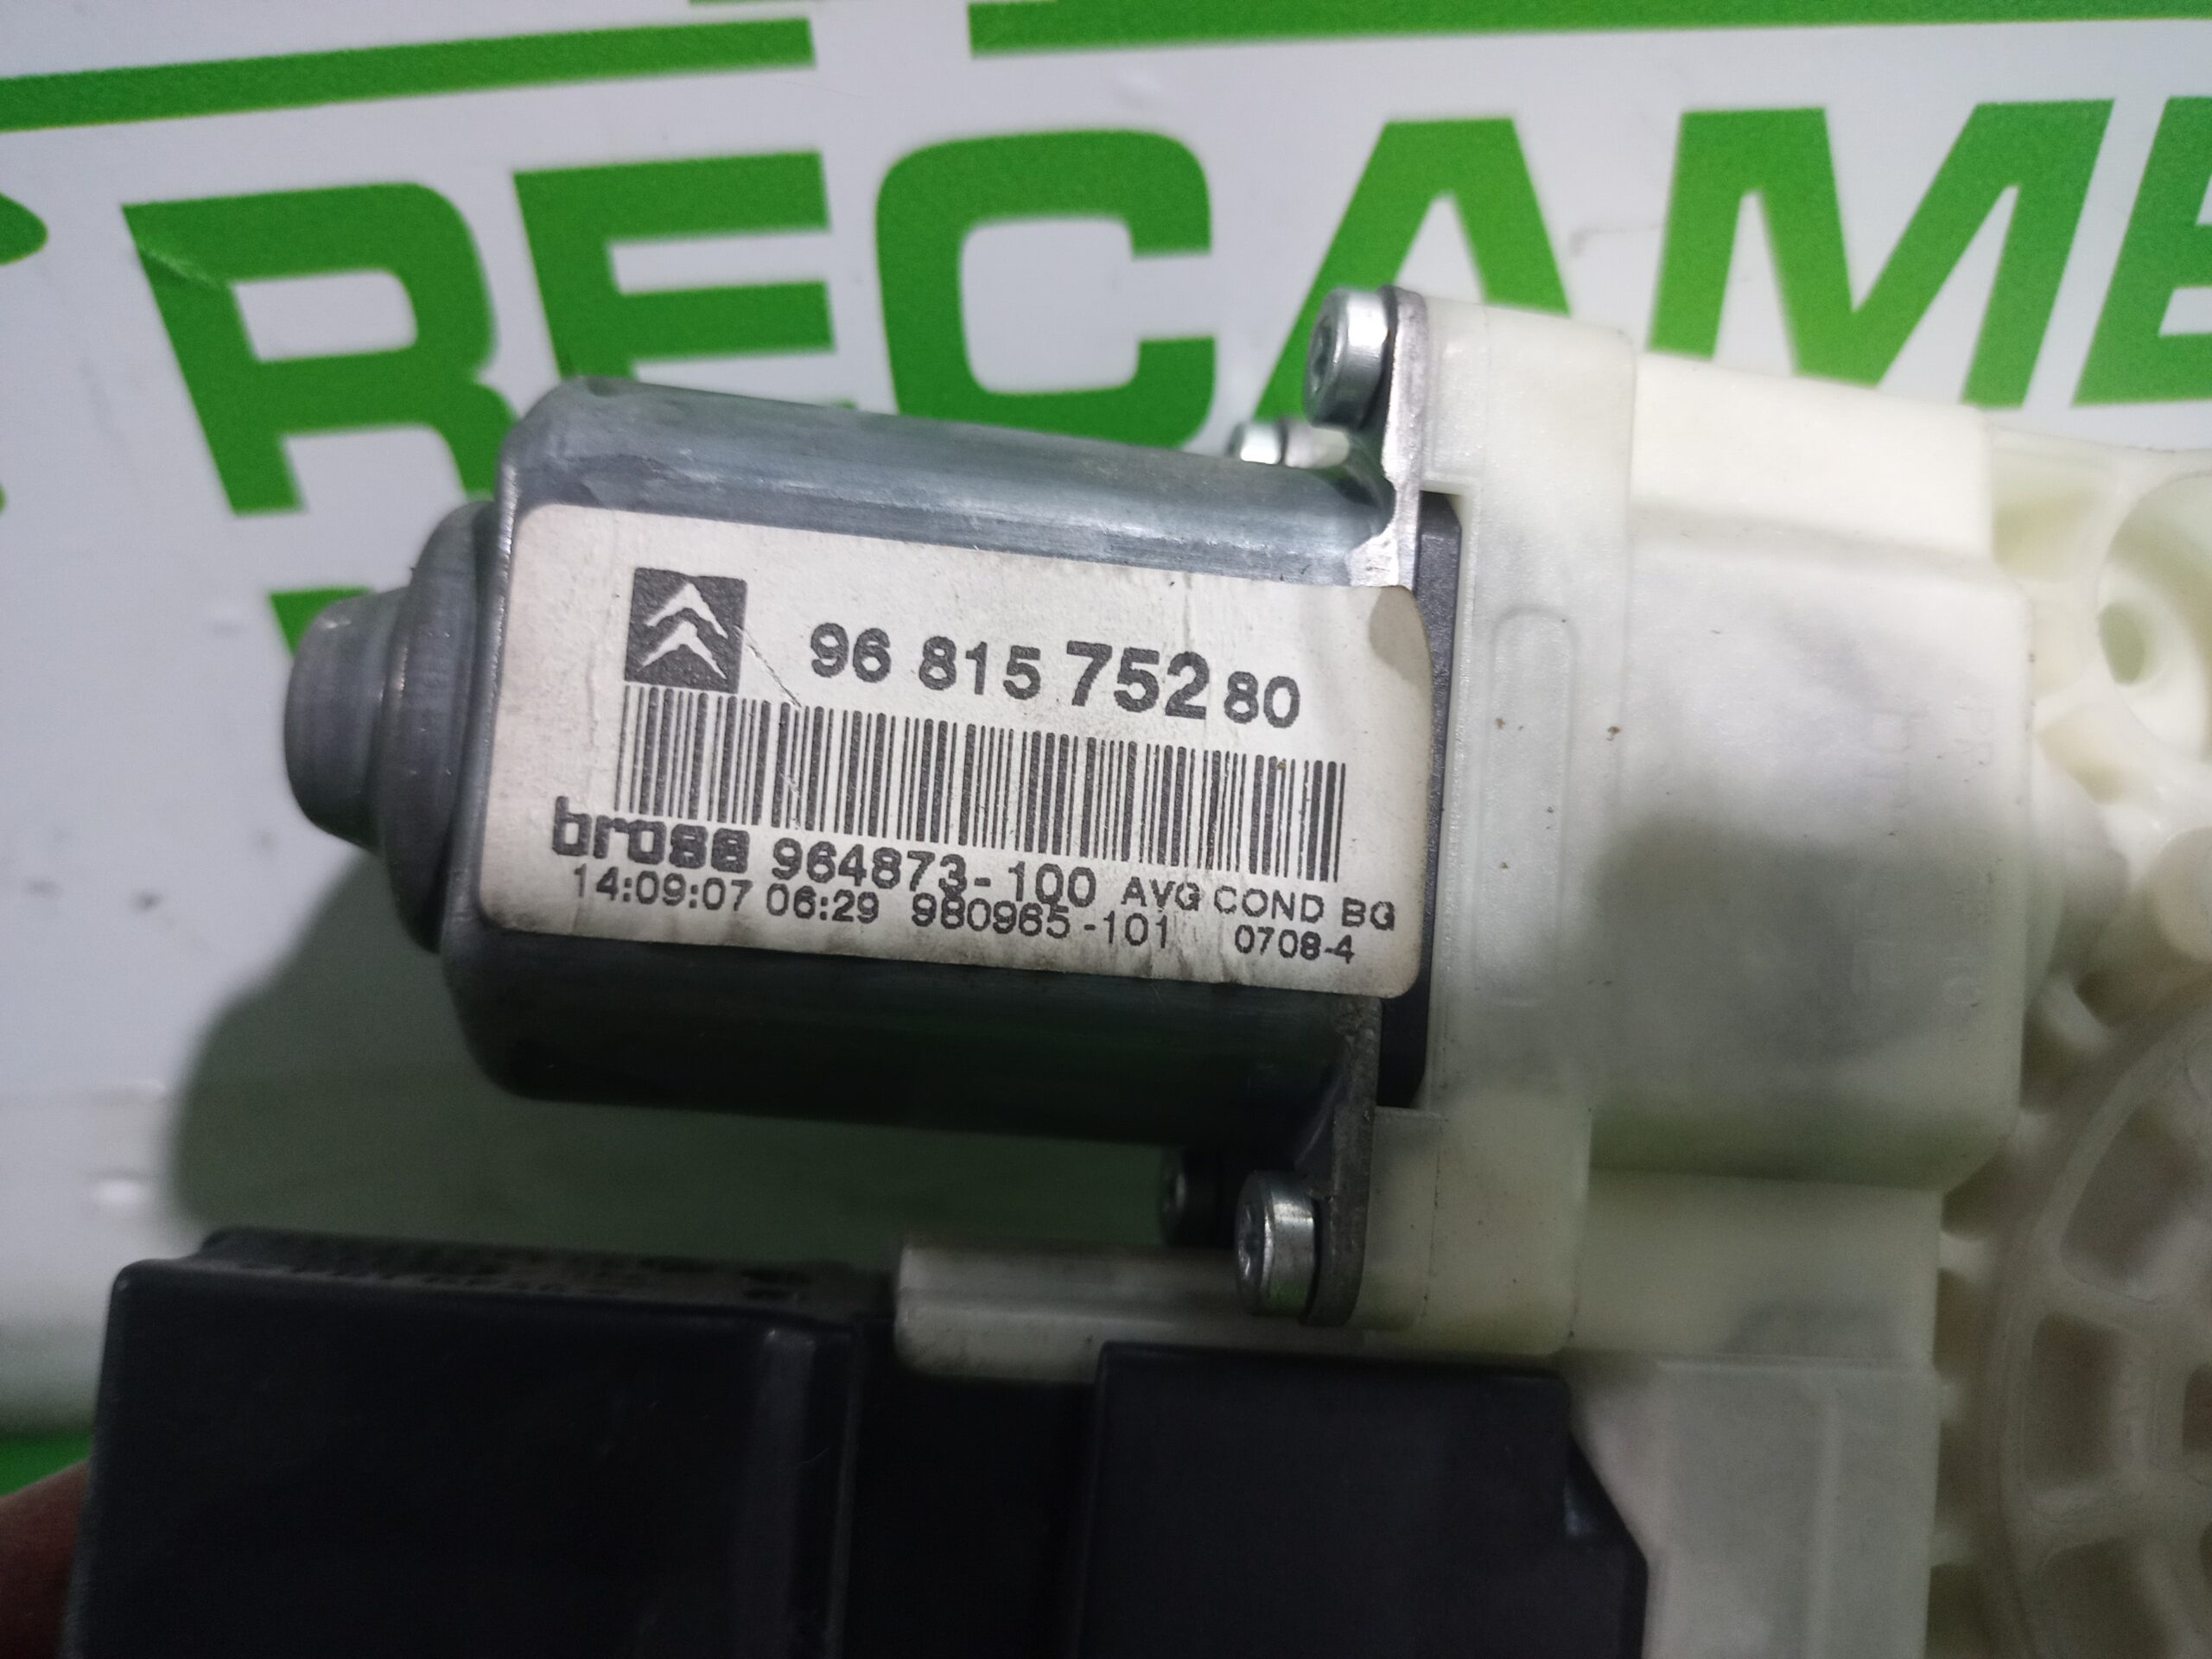 RECAMB
96 815 752 80
brose 964873-100 AVG COND BG
14:09:07 06:29 980965-101 0708-4